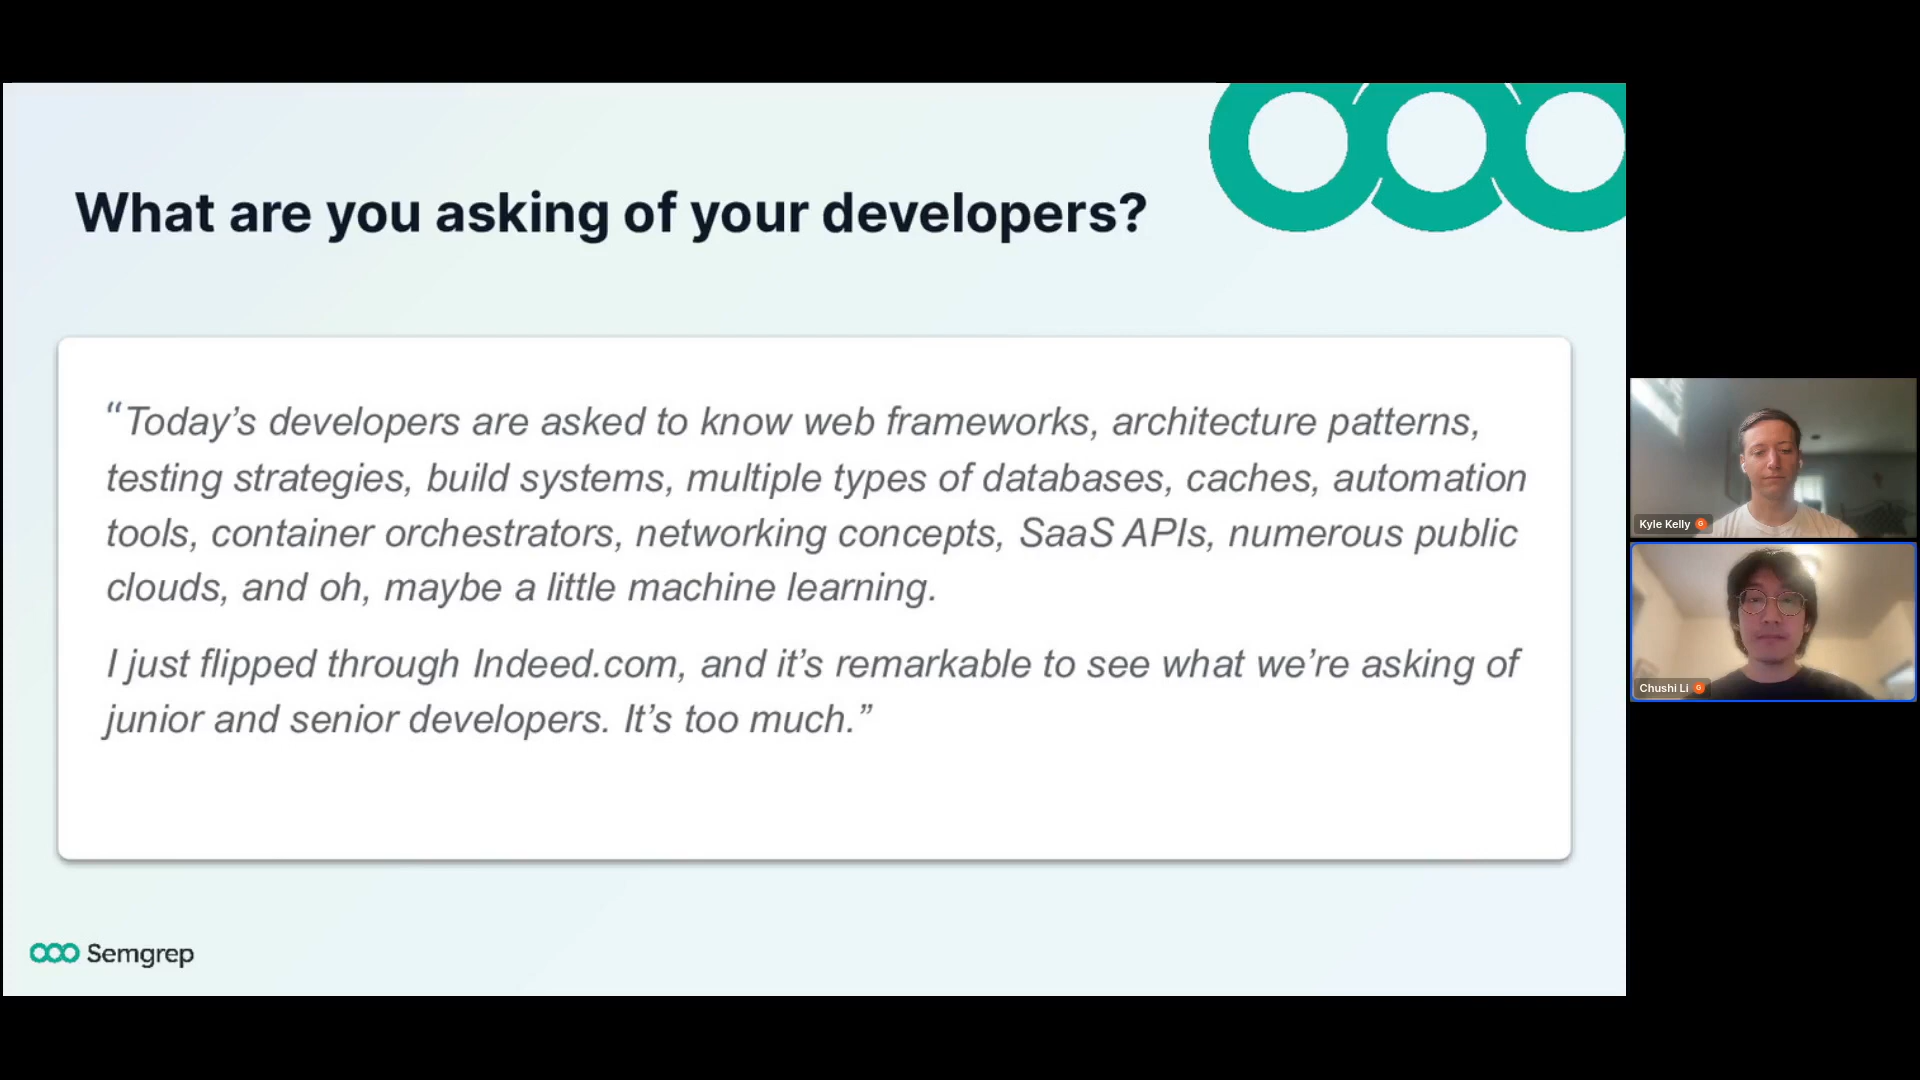 What are you asking of your developers?
“Today’s developers are asked to know web frameworks, architecture patterns,
testing strategies, build systems, multiple types of databases, caches, automation
tools, container orchestrators, networking concepts, SaaS APIs, numerous public
clouds, and oh, maybe a little machine learning.
I just flipped through Indeed.com, and it’s remarkable to see what we’re asking of
junior and senior developers. It’s too much.”
Semgrep
Kyle Kelly G
Chushi Li G